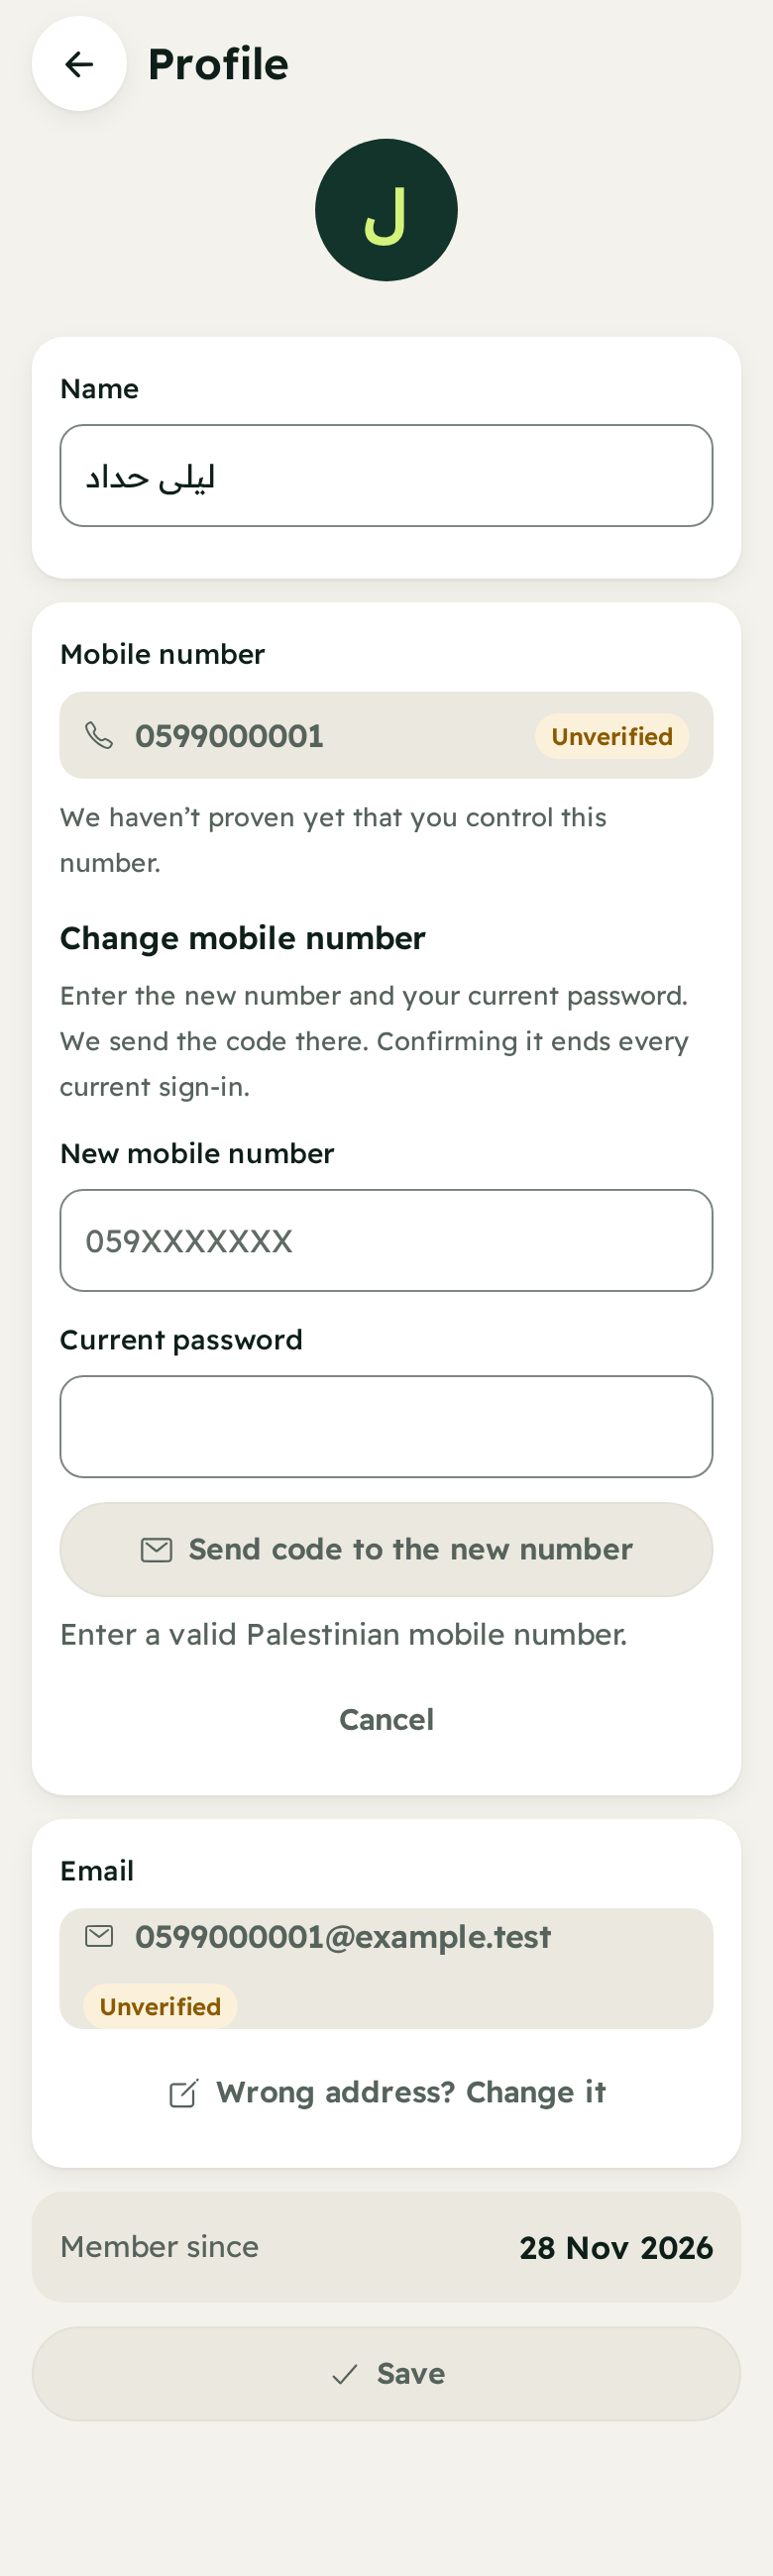 Profile
ل
Name
ليلى حداد
Mobile number
0599000001
Unverified
We haven’t proven yet that you control this
number.
Change mobile number
Enter the new number and your current password.
We send the code there. Confirming it ends every
current sign-in.
New mobile number
059XXXXXXX
Current password
Send code to the new number
Enter a valid Palestinian mobile number.
Cancel
Email
0599000001@example.test
Unverified
Wrong address? Change it
Member since
28 Nov 2026
Save